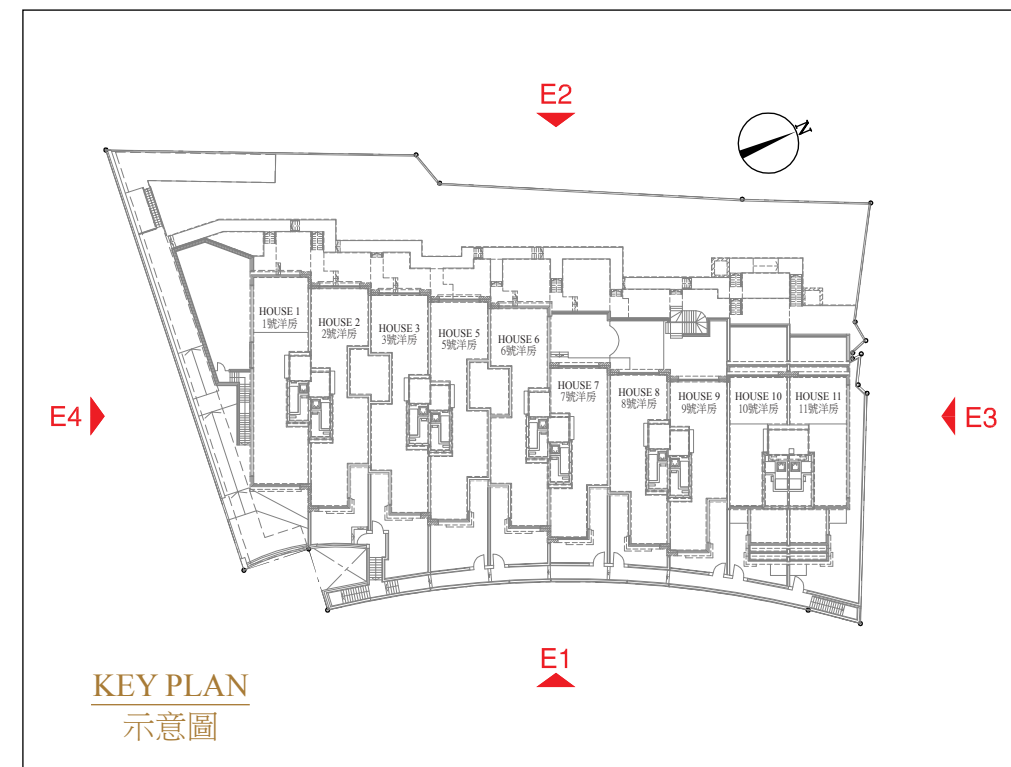 E2
N
HOUSE 1
1號洋房
HOUSE 2
2號洋房
HOUSE 3
3號洋房
HOUSE 5
5號洋房
HOUSE 6
6號洋房
HOUSE 7
7號洋房
HOUSE 8
8號洋房
HOUSE 9
9號洋房
HOUSE 10
10號洋房
HOUSE 11
11號洋房
E4
E3
E1
KEY PLAN
示意圖